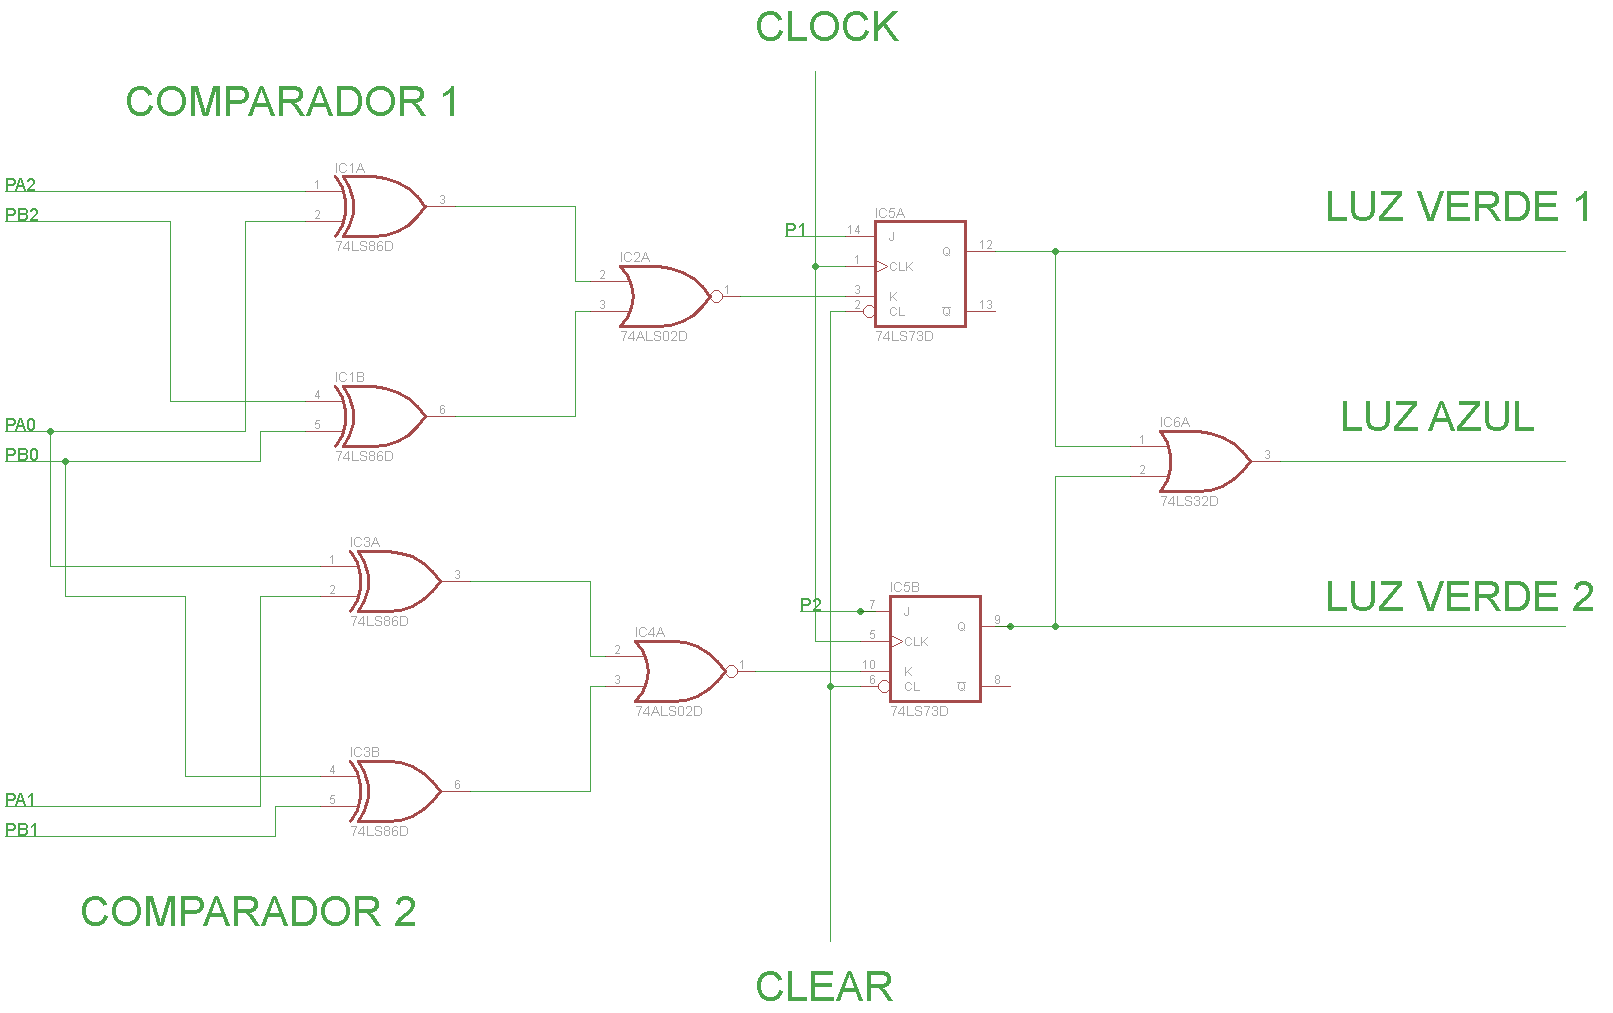 CLOCK
COMPARADOR 1
PA2
PB2
PA0
PB0
PA1
PB1
COMPARADOR 2
IC1A
1
2
3
74LS86D
IC1B
4
5
6
74LS86D
IC2A
2
3
1
74ALS02D
IC3A
1
2
3
74LS86D
IC3B
4
5
6
74LS86D
IC4A
2
3
1
74ALS02D
P1
IC5A
14 J
1 CLK
3 K
2 CL
Q 12
Q 13
74LS73D
P2
IC5B
7 J
5 CLK
10 K
6 CL
Q 9
Q 8
74LS73D
IC6A
1
2
3
74LS32D
LUZ VERDE 1
LUZ AZUL
LUZ VERDE 2
CLEAR